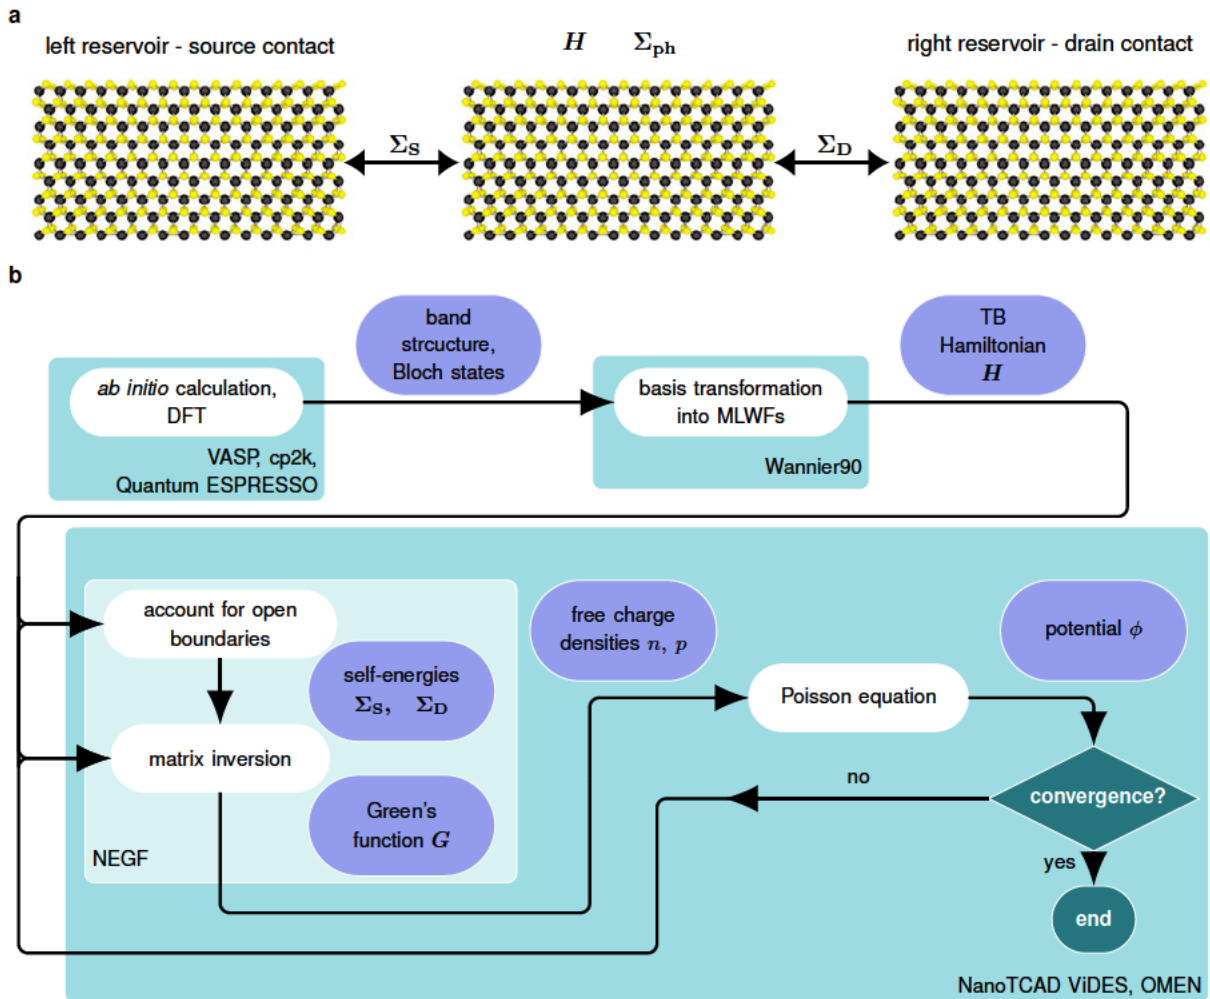 a
left reservoir - source contact
H Σph
right reservoir - drain contact
ΣS
ΣD
b
band
strcucture,
Bloch states
TB
Hamiltonian
H
ab initio calculation,
DFT
basis transformation
into MLWFs
VASP, cp2k,
Quantum ESPRESSO
Wannier90
account for open
boundaries
free charge
densities n, p
potential ϕ
self-energies
ΣS, ΣD
Poisson equation
matrix inversion
no
convergence?
Green's
function G
NEGF
yes
end
NanoTCAD ViDES, OMEN